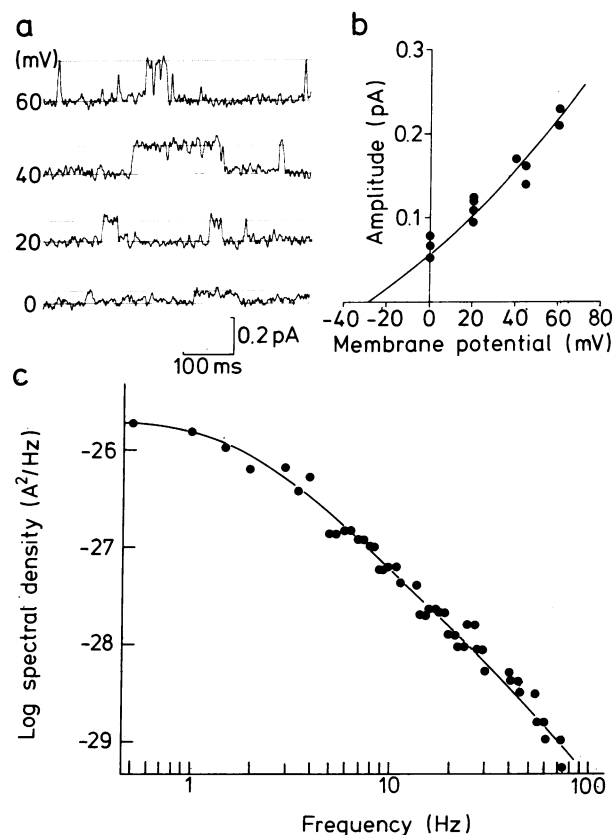 a
(mV)
60
40
20
0
0.2 pA
100 ms
b
0.3
0.2
0.1
Amplitude (pA)
-40 -20 0 20 40 60 80
Membrane potential (mV)
c
-26
-27
-28
-29
Log spectral density (A²/Hz)
1 10 100
Frequency (Hz)